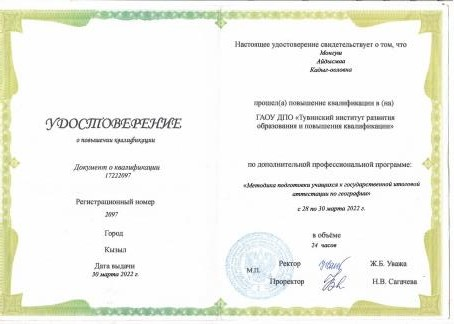 УДОСТОВЕРЕНИЕ
о повышении квалификации
Документ о квалификации
17222097
Регистрационный номер
2097
Город
Кызыл
Дата выдачи
30 марта 2022 г.
Настоящее удостоверение свидетельствует о том, что
Монгуш
Айдысмаа
Кадыг-ооловна
прошел(а) повышение квалификации в (на)
ГАОУ ДПО «Тувинский институт развития
образования и повышения квалификации»
по дополнительной профессиональной программе:
«Методика подготовки учащихся к государственной итоговой
аттестации по географии»
с 28 по 30 марта 2022 г.
в объёме
24 часов
М.П.
Ректор Ж.Б. Уважа
Проректор Н.В. Сагачева